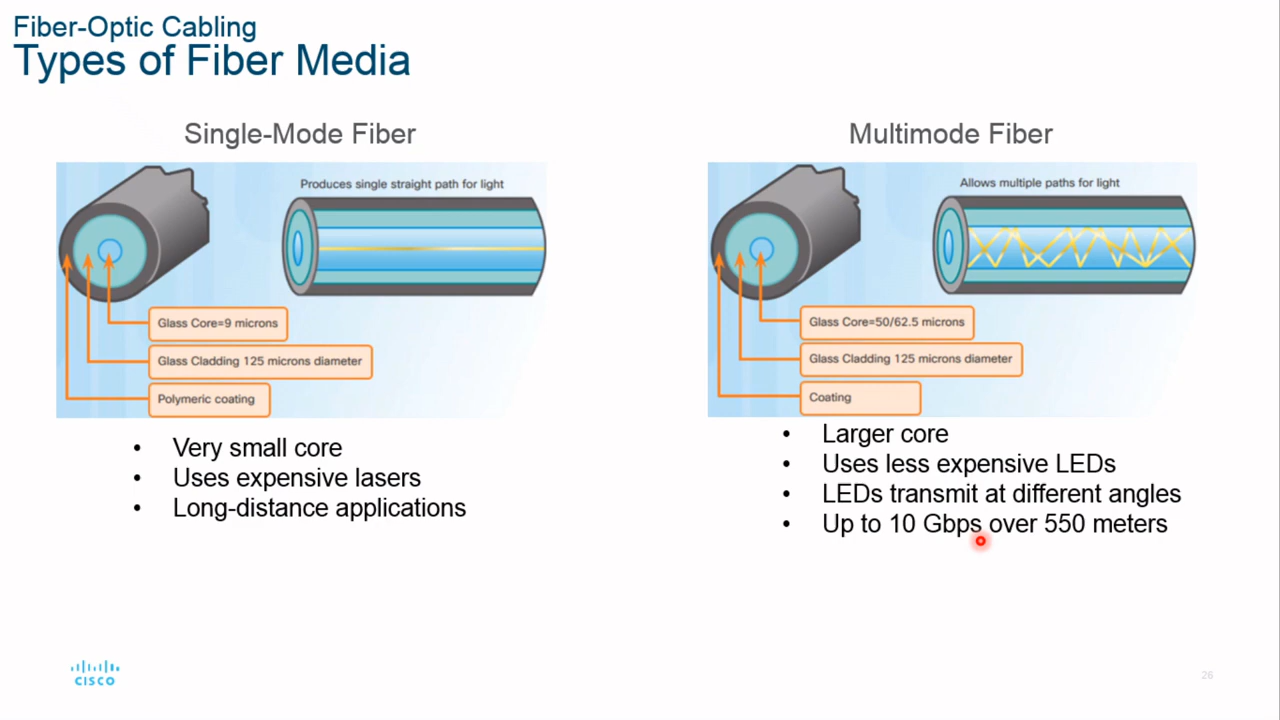 Fiber-Optic Cabling
Types of Fiber Media
Single-Mode Fiber
Produces single straight path for light
Glass Core=9 microns
Glass Cladding 125 microns diameter
Polymeric coating
• Very small core
• Uses expensive lasers
• Long-distance applications
Multimode Fiber
Allows multiple paths for light
Glass Core=50/62.5 microns
Glass Cladding 125 microns diameter
Coating
• Larger core
• Uses less expensive LEDs
• LEDs transmit at different angles
• Up to 10 Gbps over 550 meters
CISCO
26